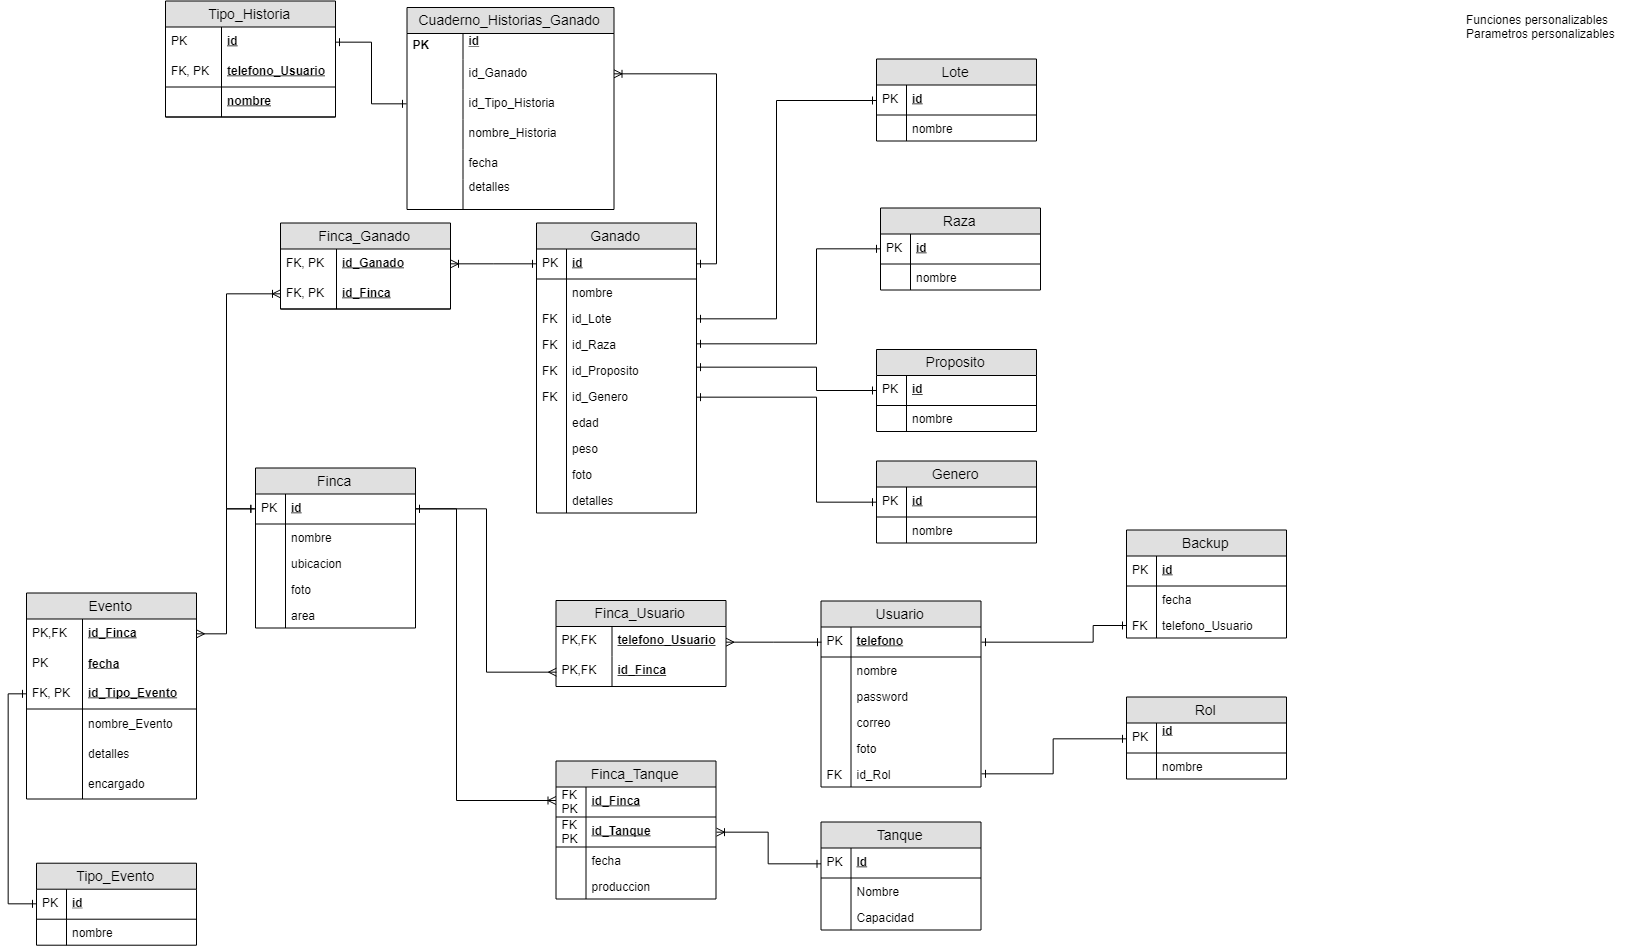 Tipo_Historia
PK id
FK, PK telefono_Usuario
nombre
Cuaderno_Historias_Ganado
PK id
id_Ganado
id_Tipo_Historia
nombre_Historia
fecha
detalles
Funciones personalizables
Parametros personalizables
Lote
PK id
nombre
Finca_Ganado
FK, PK id_Ganado
FK, PK id_Finca
Ganado
PK id
nombre
FK id_Lote
FK id_Raza
FK id_Proposito
FK id_Genero
edad
peso
foto
detalles
Raza
PK id
nombre
Proposito
PK id
nombre
Genero
PK id
nombre
Finca
PK id
nombre
ubicacion
foto
area
Backup
PK id
fecha
FK telefono_Usuario
Evento
PK,FK id_Finca
PK fecha
FK, PK id_Tipo_Evento
nombre_Evento
detalles
encargado
Finca_Usuario
PK,FK telefono_Usuario
PK,FK id_Finca
Usuario
PK telefono
nombre
password
correo
foto
FK id_Rol
Rol
PK id
nombre
Finca_Tanque
FK
PK id_Finca
FK
PK id_Tanque
fecha
produccion
Tanque
PK Id
Nombre
Capacidad
Tipo_Evento
PK id
nombre